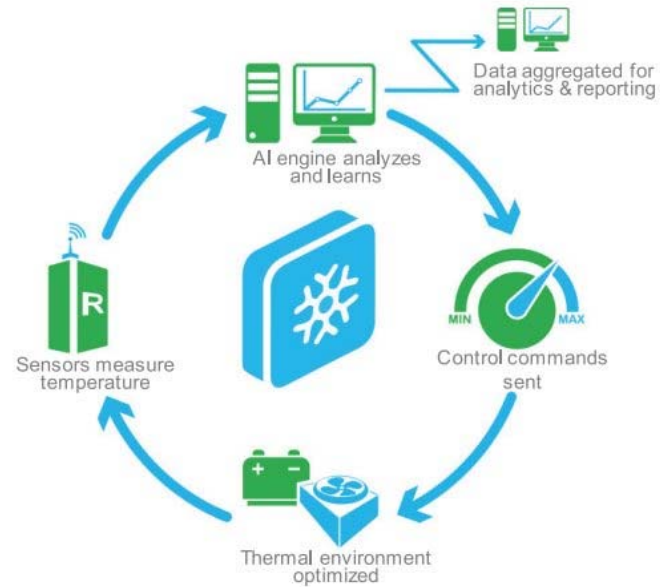 Data aggregated for
analytics & reporting
AI engine analyzes
and learns
R
Sensors measure
temperature
MIN
MAX
Control commands
sent
+ −
Thermal environment
optimized